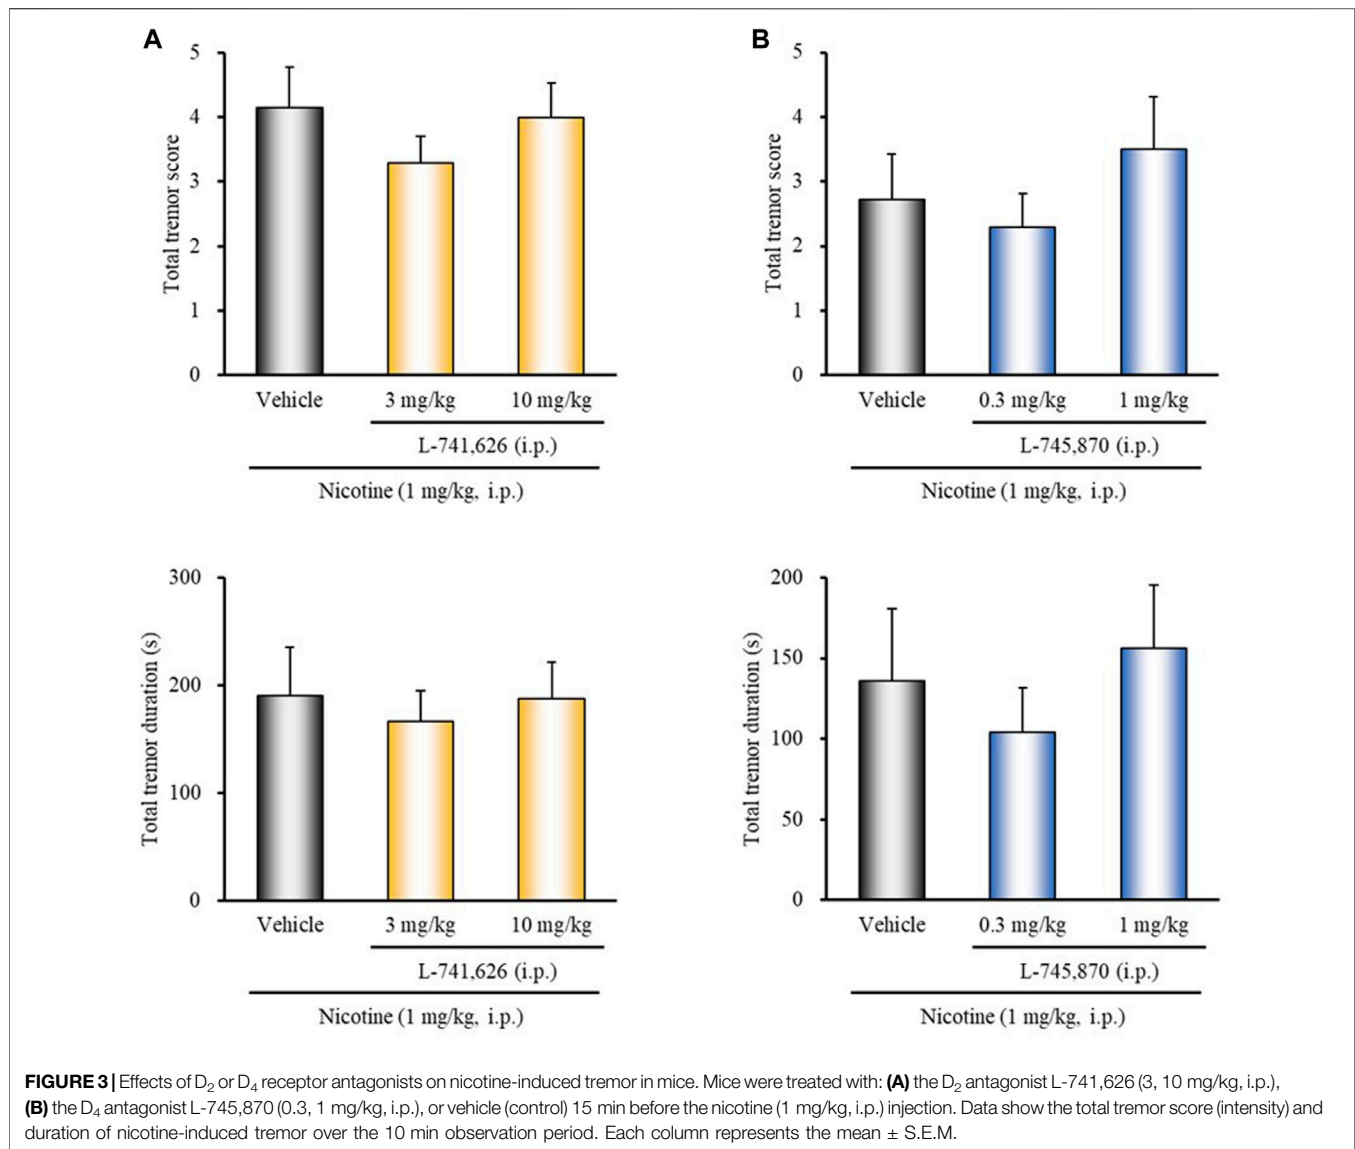 A
5
4
3
2
1
0
Total tremor score
Vehicle
3 mg/kg
10 mg/kg
L-741,626 (i.p.)
Nicotine (1 mg/kg, i.p.)
B
5
4
3
2
1
0
Total tremor score
Vehicle
0.3 mg/kg
1 mg/kg
L-745,870 (i.p.)
Nicotine (1 mg/kg, i.p.)
300
200
100
0
Total tremor duration (s)
Vehicle
3 mg/kg
10 mg/kg
L-741,626 (i.p.)
Nicotine (1 mg/kg, i.p.)
200
150
100
50
0
Total tremor duration (s)
Vehicle
0.3 mg/kg
1 mg/kg
L-745,870 (i.p.)
Nicotine (1 mg/kg, i.p.)
FIGURE 3 | Effects of D₂ or D₄ receptor antagonists on nicotine-induced tremor in mice. Mice were treated with: (A) the D₂ antagonist L-741,626 (3, 10 mg/kg, i.p.),
(B) the D₄ antagonist L-745,870 (0.3, 1 mg/kg, i.p.), or vehicle (control) 15 min before the nicotine (1 mg/kg, i.p.) injection. Data show the total tremor score (intensity) and
duration of nicotine-induced tremor over the 10 min observation period. Each column represents the mean ± S.E.M.